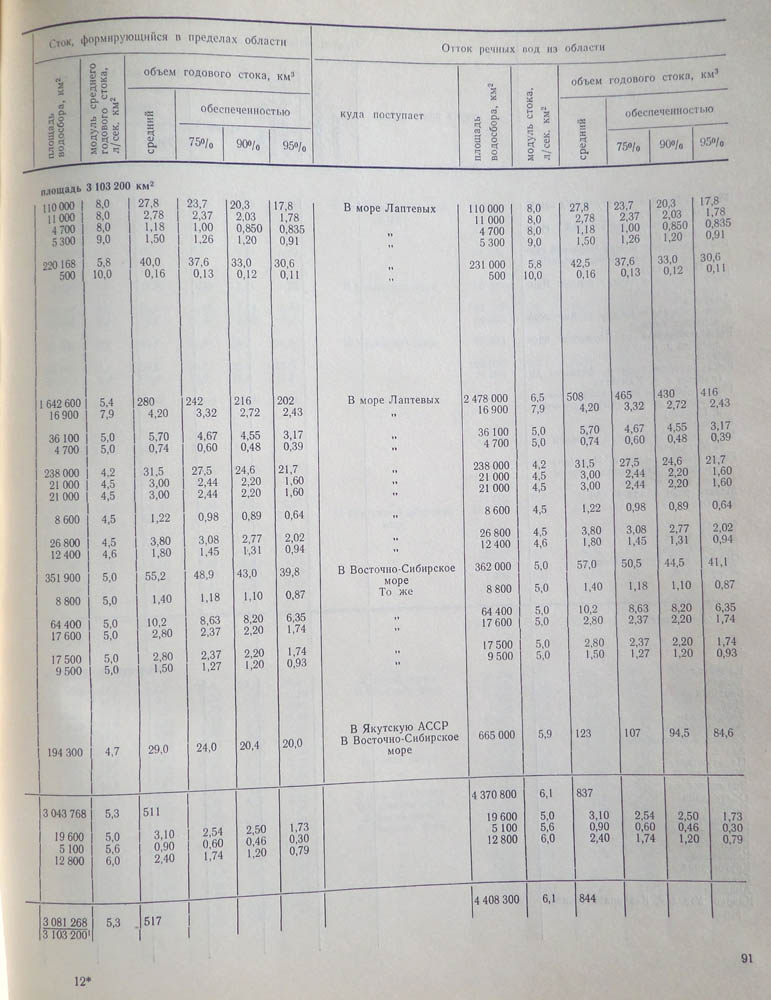 Сток, формирующийся в пределах области | Отток речных вод из области
площадь водосбора, км² | модуль среднего годового стока, л/сек. км² | объем годового стока, км³ | куда поступает | площадь водосбора, км² | модуль стока, л/сек. км² | объем годового стока, км³
средний | обеспеченностью | средний | обеспеченностью
75% | 90% | 95% | 75% | 90% | 95%
площадь 3 103 200 км²
110 000 | 8,0 | 27,8 | 23,7 | 20,3 | 17,8 | В море Лаптевых | 110 000 | 8,0 | 27,8 | 23,7 | 20,3 | 17,8
11 000 | 8,0 | 2,78 | 2,37 | 2,03 | 1,78 | 11 000 | 8,0 | 2,78 | 2,37 | 2,03 | 1,78
4 700 | 8,0 | 1,18 | 1,00 | 0,850 | 0,835 | „ | 4 700 | 8,0 | 1,18 | 1,00 | 0,850 | 0,835
5 300 | 9,0 | 1,50 | 1,26 | 1,20 | 0,91 | „ | 5 300 | 9,0 | 1,50 | 1,26 | 1,20 | 0,91
220 168 | 5,8 | 40,0 | 37,6 | 33,0 | 30,6 | „ | 231 000 | 5,8 | 42,5 | 37,6 | 33,0 | 30,6
500 | 10,0 | 0,16 | 0,13 | 0,12 | 0,11 | „ | 500 | 10,0 | 0,16 | 0,13 | 0,12 | 0,11
1 642 600 | 5,4 | 280 | 242 | 216 | 202 | В море Лаптевых | 2 478 000 | 6,5 | 508 | 465 | 430 | 416
16 900 | 7,9 | 4,20 | 3,32 | 2,72 | 2,43 | „ | 16 900 | 7,9 | 4,20 | 3,32 | 2,72 | 2,43
36 100 | 5,0 | 5,70 | 4,67 | 4,55 | 3,17 | „ | 36 100 | 5,0 | 5,70 | 4,67 | 4,55 | 3,17
4 700 | 5,0 | 0,74 | 0,60 | 0,48 | 0,39 | „ | 4 700 | 5,0 | 0,74 | 0,60 | 0,48 | 0,39
238 000 | 4,2 | 31,5 | 27,5 | 24,6 | 21,7 | „ | 238 000 | 4,2 | 31,5 | 27,5 | 24,6 | 21,7
21 000 | 4,5 | 3,00 | 2,44 | 2,20 | 1,60 | „ | 21 000 | 4,5 | 3,00 | 2,44 | 2,20 | 1,60
21 000 | 4,5 | 3,00 | 2,44 | 2,20 | 1,60 | „ | 21 000 | 4,5 | 3,00 | 2,44 | 2,20 | 1,60
8 600 | 4,5 | 1,22 | 0,98 | 0,89 | 0,64 | „ | 8 600 | 4,5 | 1,22 | 0,98 | 0,89 | 0,64
26 800 | 4,5 | 3,80 | 3,08 | 2,77 | 2,02 | „ | 26 800 | 4,5 | 3,80 | 3,08 | 2,77 | 2,02
12 400 | 4,6 | 1,80 | 1,45 | 1,31 | 0,94 | „ | 12 400 | 4,6 | 1,80 | 1,45 | 1,31 | 0,94
351 900 | 5,0 | 55,2 | 48,9 | 43,0 | 39,8 | В Восточно-Сибирское | 362 000 | 5,0 | 57,0 | 50,5 | 44,5 | 41,1
море
8 800 | 5,0 | 1,40 | 1,18 | 1,10 | 0,87 | То же | 8 800 | 5,0 | 1,40 | 1,18 | 1,10 | 0,87
64 400 | 5,0 | 10,2 | 8,63 | 8,20 | 6,35 | „ | 64 400 | 5,0 | 10,2 | 8,63 | 8,20 | 6,35
17 600 | 5,0 | 2,80 | 2,37 | 2,20 | 1,74 | „ | 17 600 | 5,0 | 2,80 | 2,37 | 2,20 | 1,74
17 500 | 5,0 | 2,80 | 2,37 | 2,20 | 1,74 | „ | 17 500 | 5,0 | 2,80 | 2,37 | 2,20 | 1,74
9 500 | 5,0 | 1,50 | 1,27 | 1,20 | 0,93 | „ | 9 500 | 5,0 | 1,50 | 1,27 | 1,20 | 0,93
В Якутскую АССР
194 300 | 4,7 | 29,0 | 24,0 | 20,4 | 20,0 | В Восточно-Сибирское | 665 000 | 5,9 | 123 | 107 | 94,5 | 84,6
море
4 370 800 | 6,1 | 837
3 043 768 | 5,3 | 511
19 600 | 5,0 | 3,10 | 2,54 | 2,50 | 1,73 | 19 600 | 5,0 | 3,10 | 2,54 | 2,50 | 1,73
5 100 | 5,6 | 0,90 | 0,60 | 0,46 | 0,30 | 5 100 | 5,6 | 0,90 | 0,60 | 0,46 | 0,30
12 800 | 6,0 | 2,40 | 1,74 | 1,20 | 0,79 | 12 800 | 6,0 | 2,40 | 1,74 | 1,20 | 0,79
4 408 300 | 6,1 | 844
3 081 268 | 5,3 | 517
3 103 200¹
91
12*